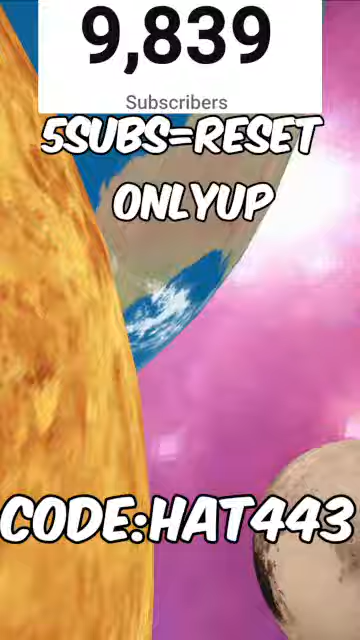 9,839
Subscribers
5SUBS=RESET
ONLYUP
CODE:HAT443